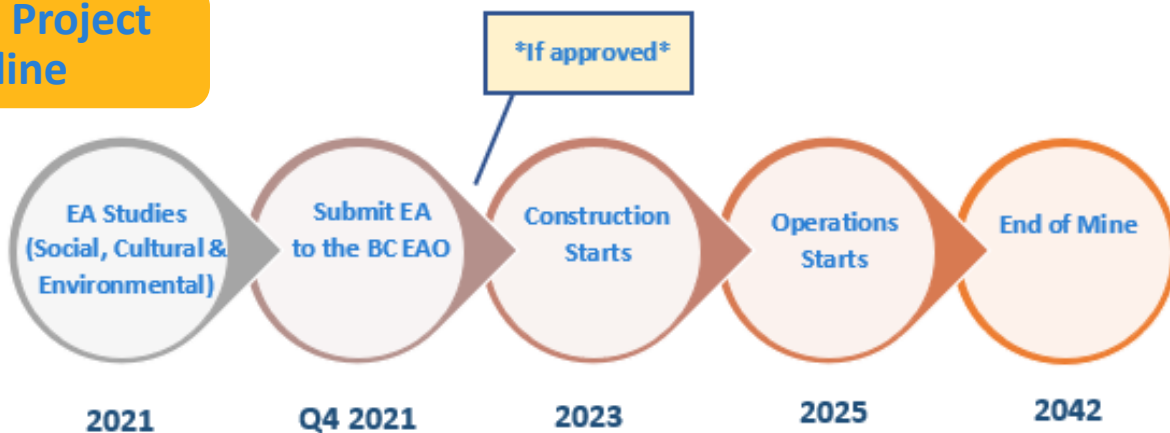 Project
line
*If approved*
EA Studies
(Social, Cultural &
Environmental)
Submit EA
to the BC EAO
Construction
Starts
Operations
Starts
End of Mine
2021
Q4 2021
2023
2025
2042